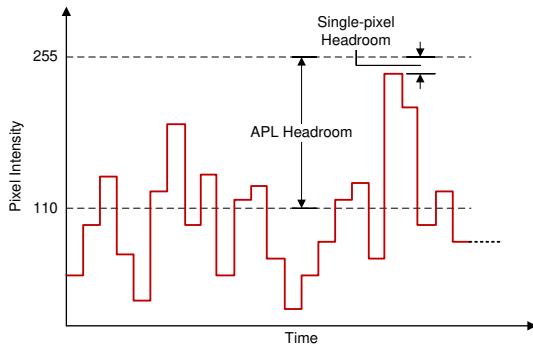 Single-pixel
Headroom
255
APL Headroom
110
Pixel Intensity
Time